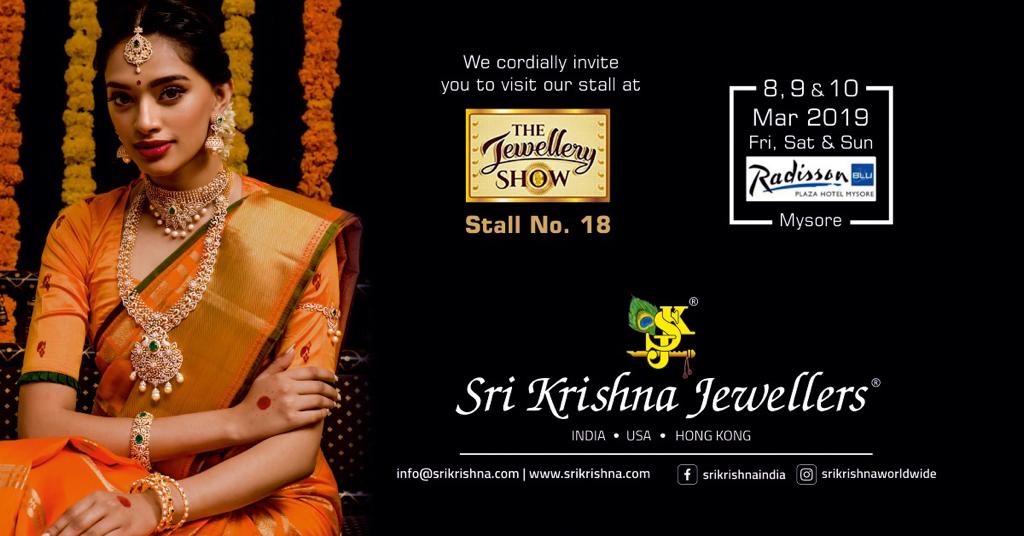 We cordially invite
you to visit our stall at
THE
Jewellery
SHOW
Stall No. 18
8, 9 & 10
Mar 2019
Fri, Sat & Sun
Radisson BLU
PLAZA HOTEL MYSORE
Mysore
SKJ ®
Sri Krishna Jewellers®
INDIA • USA • HONG KONG
info@srikrishna.com | www.srikrishna.com f srikrishnaindia srikrishnaworldwide